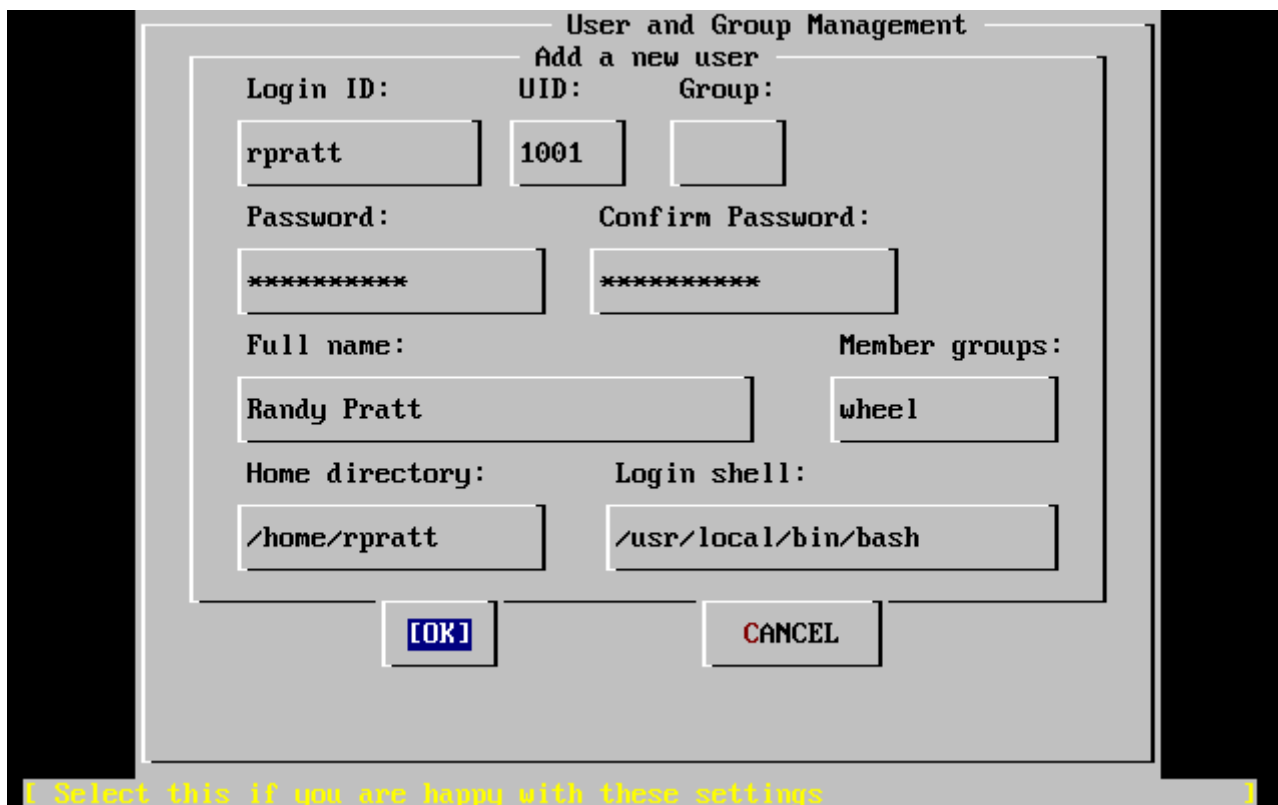 User and Group Management
Add a new user
Login ID: UID: Group:
rpratt 1001
Password: Confirm Password:
********** **********
Full name: Member groups:
Randy Pratt wheel
Home directory: Login shell:
/home/rpratt /usr/local/bin/bash
[OK] CANCEL
[ Select this if you are happy with these settings ]